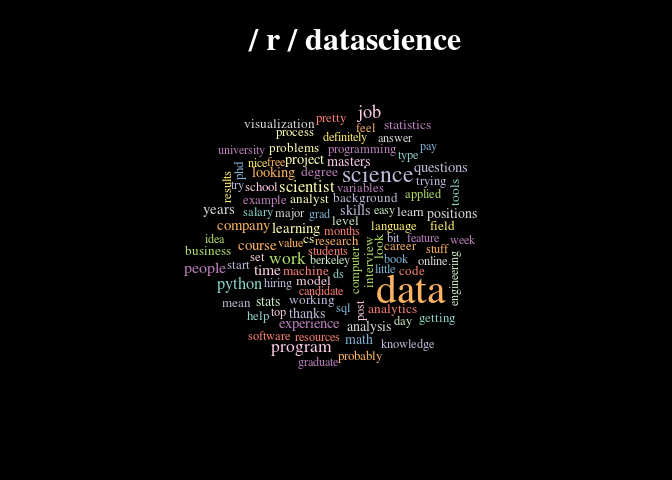 / r / datascience
job
visualization pretty
process definitely feel answer statistics
university problems programming type pay
results phd nice free project masters science questions
looking degree trying tools
try school scientist variables
example analyst background applied
years salary major grad skills easy learn positions
company learning level months language field
idea cs research look bit feature week
business course value students computer interview career stuff
set work berkeley book online engineering
people start time machine ds little code
python hiring model data
candidate
mean stats working sql post analytics
help top thanks day getting
experience analysis
software resources math knowledge
program probably
graduate